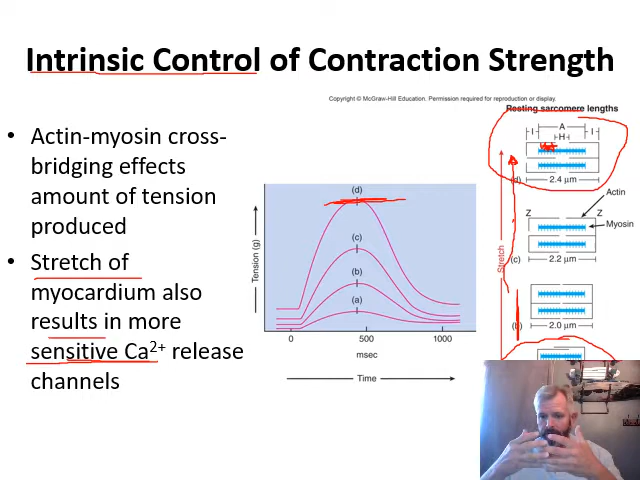 Intrinsic Control of Contraction Strength
Copyright © McGraw-Hill Education. Permission required for reproduction or display.
• Actin-myosin cross-
bridging effects
amount of tension
produced
• Stretch of
myocardium also
results in more
sensitive Ca2+ release
channels
Tension (g)
(d)
(c)
(b)
(a)
0
500
1000
msec
Time
Resting sarcomere lengths
A
I
H
I
(d)
2.4 μm
Actin
Z
Z
Myosin
(c)
2.2 μm
Stretch
2.0 μm
(b)